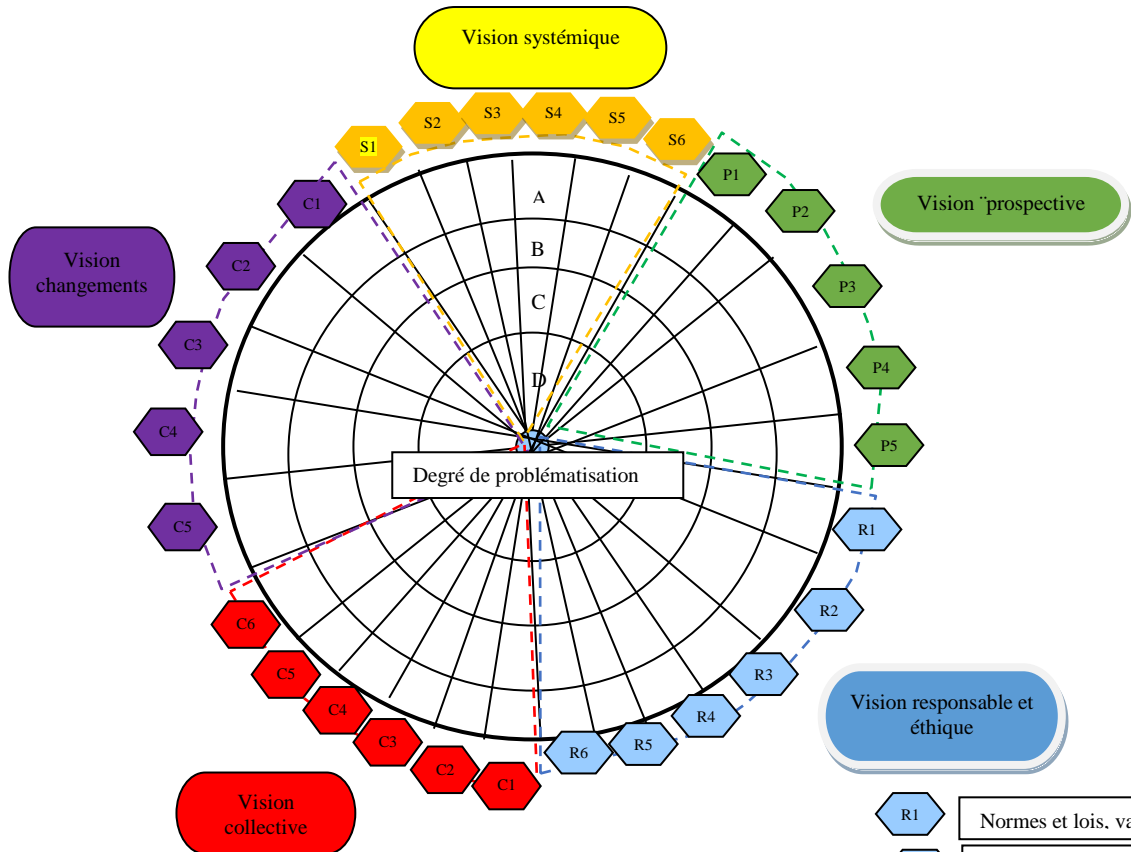 Vision systémique
S1
S2
S3
S4
S5
S6
P1
P2
P3
P4
P5
Vision ¨prospective
A
B
C
D
Degré de problématisation
C1
C2
C3
C4
C5
Vision
changements
R1
R2
R3
R4
R5
R6
Vision responsable et
éthique
C6
C5
C4
C3
C2
C1
Vision
collective
R1
Normes et lois, va